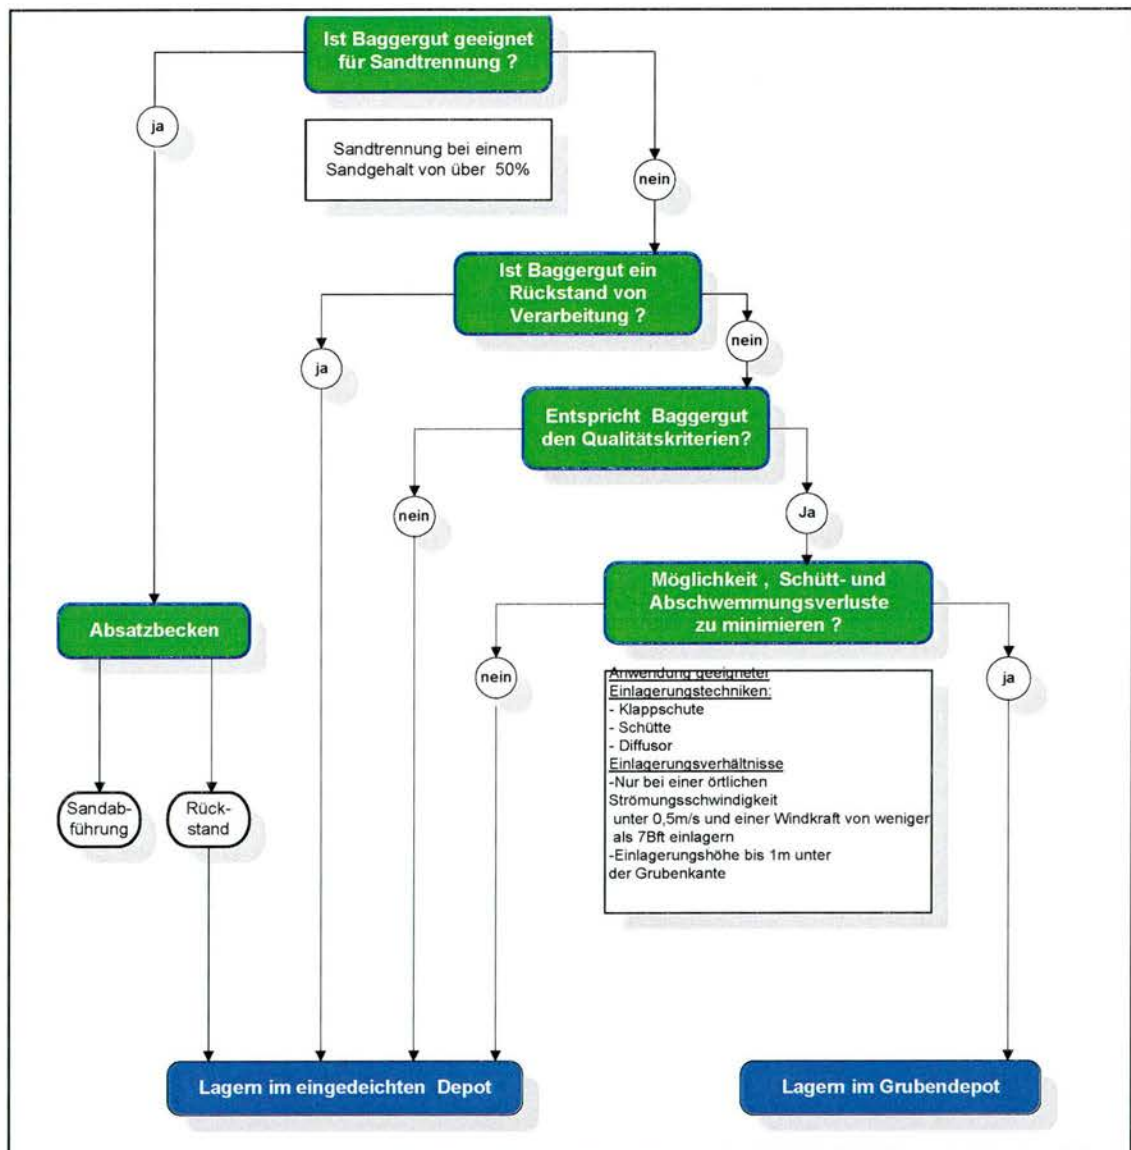 Ist Baggergut geeignet
für Sandtrennung ?
ja
Sandtrennung bei einem
Sandgehalt von über 50%
nein
Ist Baggergut ein
Rückstand von
Verarbeitung ?
ja
nein
Entspricht Baggergut
den Qualitätskriterien?
nein
Ja
Möglichkeit , Schütt- und
Abschwemmungsverluste
zu minimieren ?
Absatzbecken
nein
ja
Anwendung geeigneter
Einlagerungstechniken:
- Klappschute
- Schütte
- Diffusor
Einlagerungsverhältnisse
-Nur bei einer örtlichen
Strömungsschwindigkeit
unter 0,5m/s und einer Windkraft von weniger
als 7Bft einlagern
-Einlagerungshöhe bis 1m unter
der Grubenkante
Sandab-
führung
Rück-
stand
Lagern im eingedeichten Depot
Lagern im Grubendepot